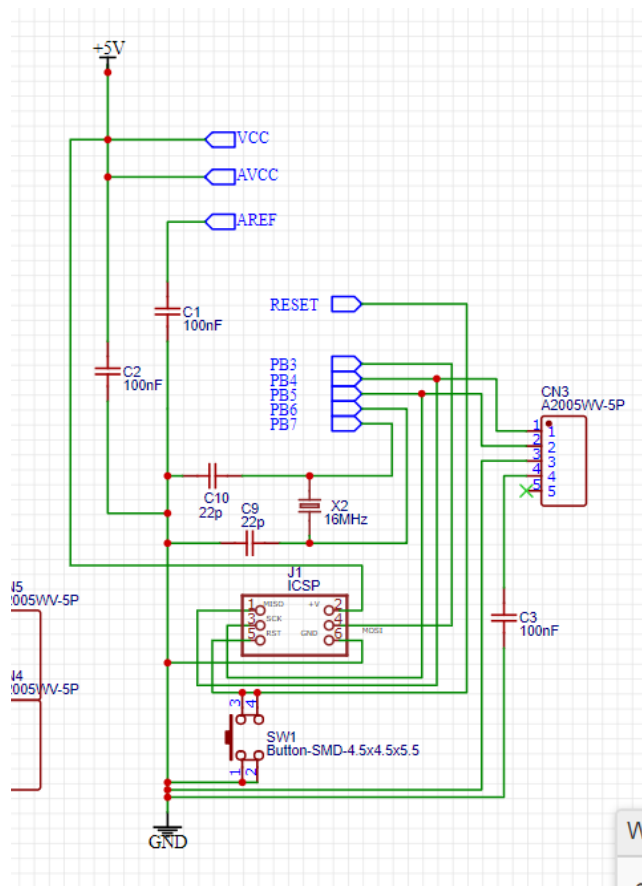 +5V
VCC
AVCC
AREF
C1
100nF
RESET
C2
100nF
PB3
PB4
PB5
PB6
PB7
CN3
A2005WV-5P
1 1
2 2
3 3
4 4
5 5
C10
22p
C9
22p
X2
16MHz
J1
ICSP
1 MISO +V 2
3 SCK 4 MOSI
5 RST GND 6
N5
2005WV-5P
C3
100nF
N4
2005WV-5P
3 4
SW1
Button-SMD-4.5x4.5x5.5
1 2
GND
W